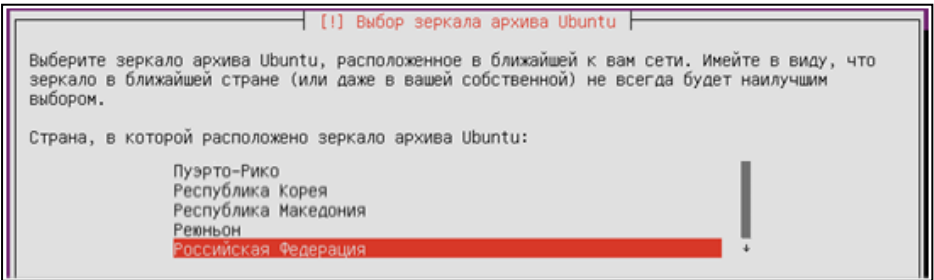 [!] Выбор зеркала архива Ubuntu
Выберите зеркало архива Ubuntu, расположенное в ближайшей к вам сети. Имейте в виду, что
зеркало в ближайшей стране (или даже в вашей собственной) не всегда будет наилучшим
выбором.
Страна, в которой расположено зеркало архива Ubuntu:
Пуэрто-Рико
Республика Корея
Республика Македония
Реюньон
Российская Федерация